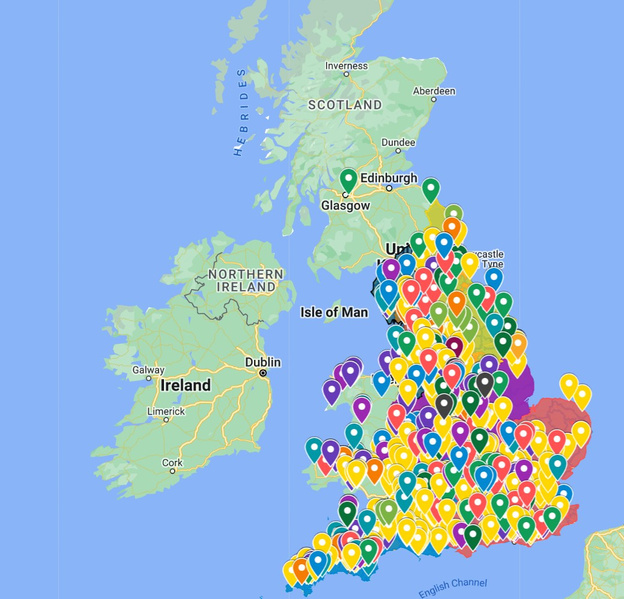 Inverness
Aberdeen
SCOTLAND
HEBRIDES
Dundee
Edinburgh
Glasgow
NORTHERN
IRELAND
Isle of Man
Tyne
Dublin
Galway
Ireland
Limerick
Cork
English Channel